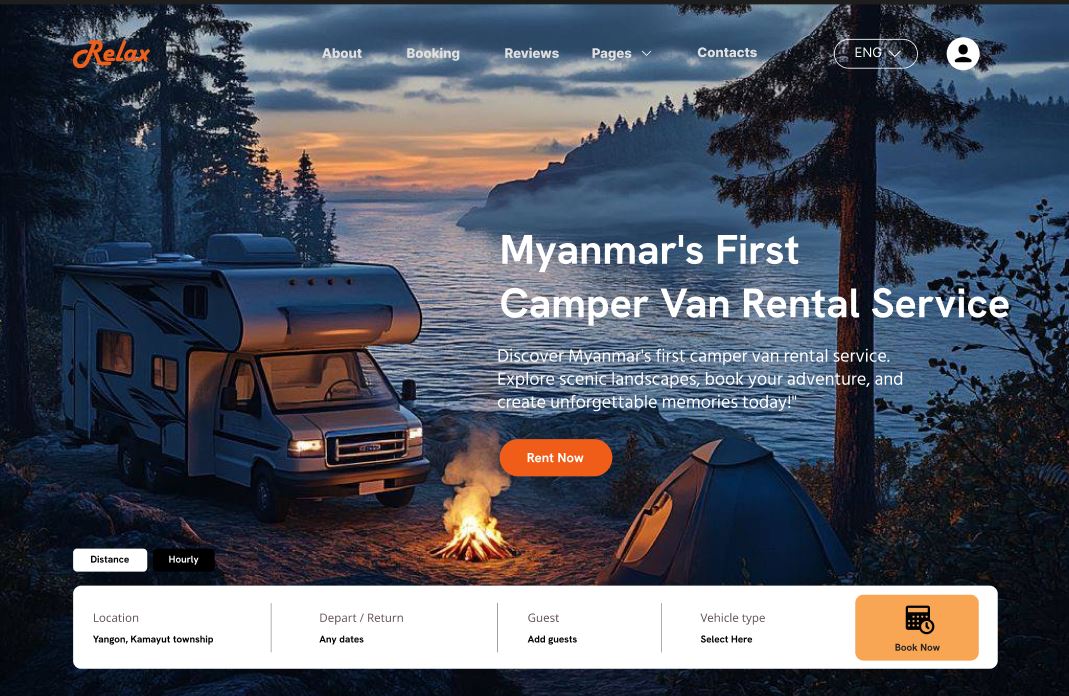 Relax
About
Booking
Reviews
Pages
Contacts
ENG
Myanmar's First
Camper Van Rental Service
Discover Myanmar's first camper van rental service.
Explore scenic landscapes, book your adventure, and
create unforgettable memories today!"
Rent Now
Distance
Hourly
Location
Yangon, Kamayut township
Depart / Return
Any dates
Guest
Add guests
Vehicle type
Select Here
Book Now